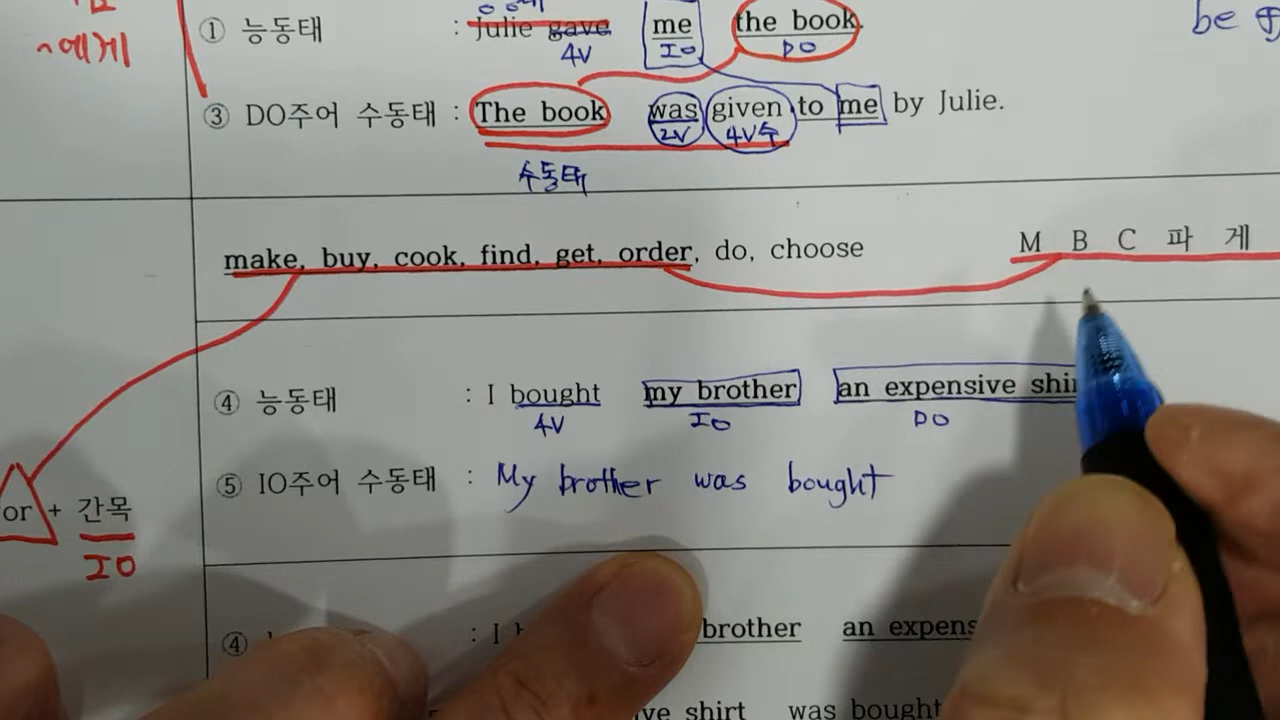 ① 능동태 : Julie gave me the book.
4V IO DO
be
~에게
③ DO주어 수동태 : The book was given to me by Julie.
2V 4V수
수동태
make, buy, cook, find, get, order, do, choose M B C 파 게
④ 능동태 : I bought my brother an expensive shi
4V IO DO
⑤ IO주어 수동태 : My brother was bought
or + 간목
IO
④ : I brother an expens
ve shirt was bought